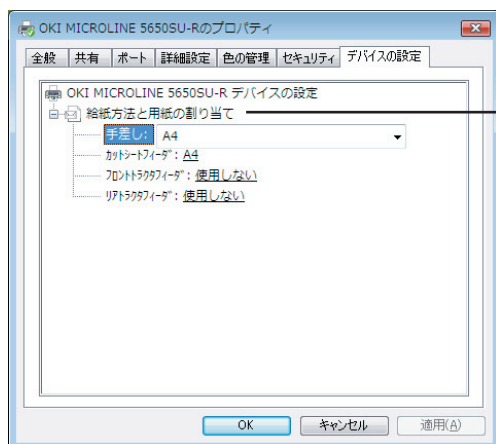 OKI MICROLINE 5650SU-Rのプロパティ
全般 共有 ポート 詳細設定 色の管理 セキュリティ デバイスの設定
OKI MICROLINE 5650SU-R デバイスの設定
給紙方法と用紙の割り当て
手差し: A4
ｶｯﾄｼｰﾄﾌｨｰﾀﾞ: A4
ﾌﾛﾝﾄﾄﾗｸﾀﾌｨｰﾀﾞ: 使用しない
ﾘｱﾄﾗｸﾀﾌｨｰﾀﾞ: 使用しない
OK キャンセル 適用(A)